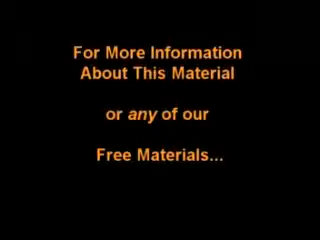 For More Information
About This Material
or any of our
Free Materials...